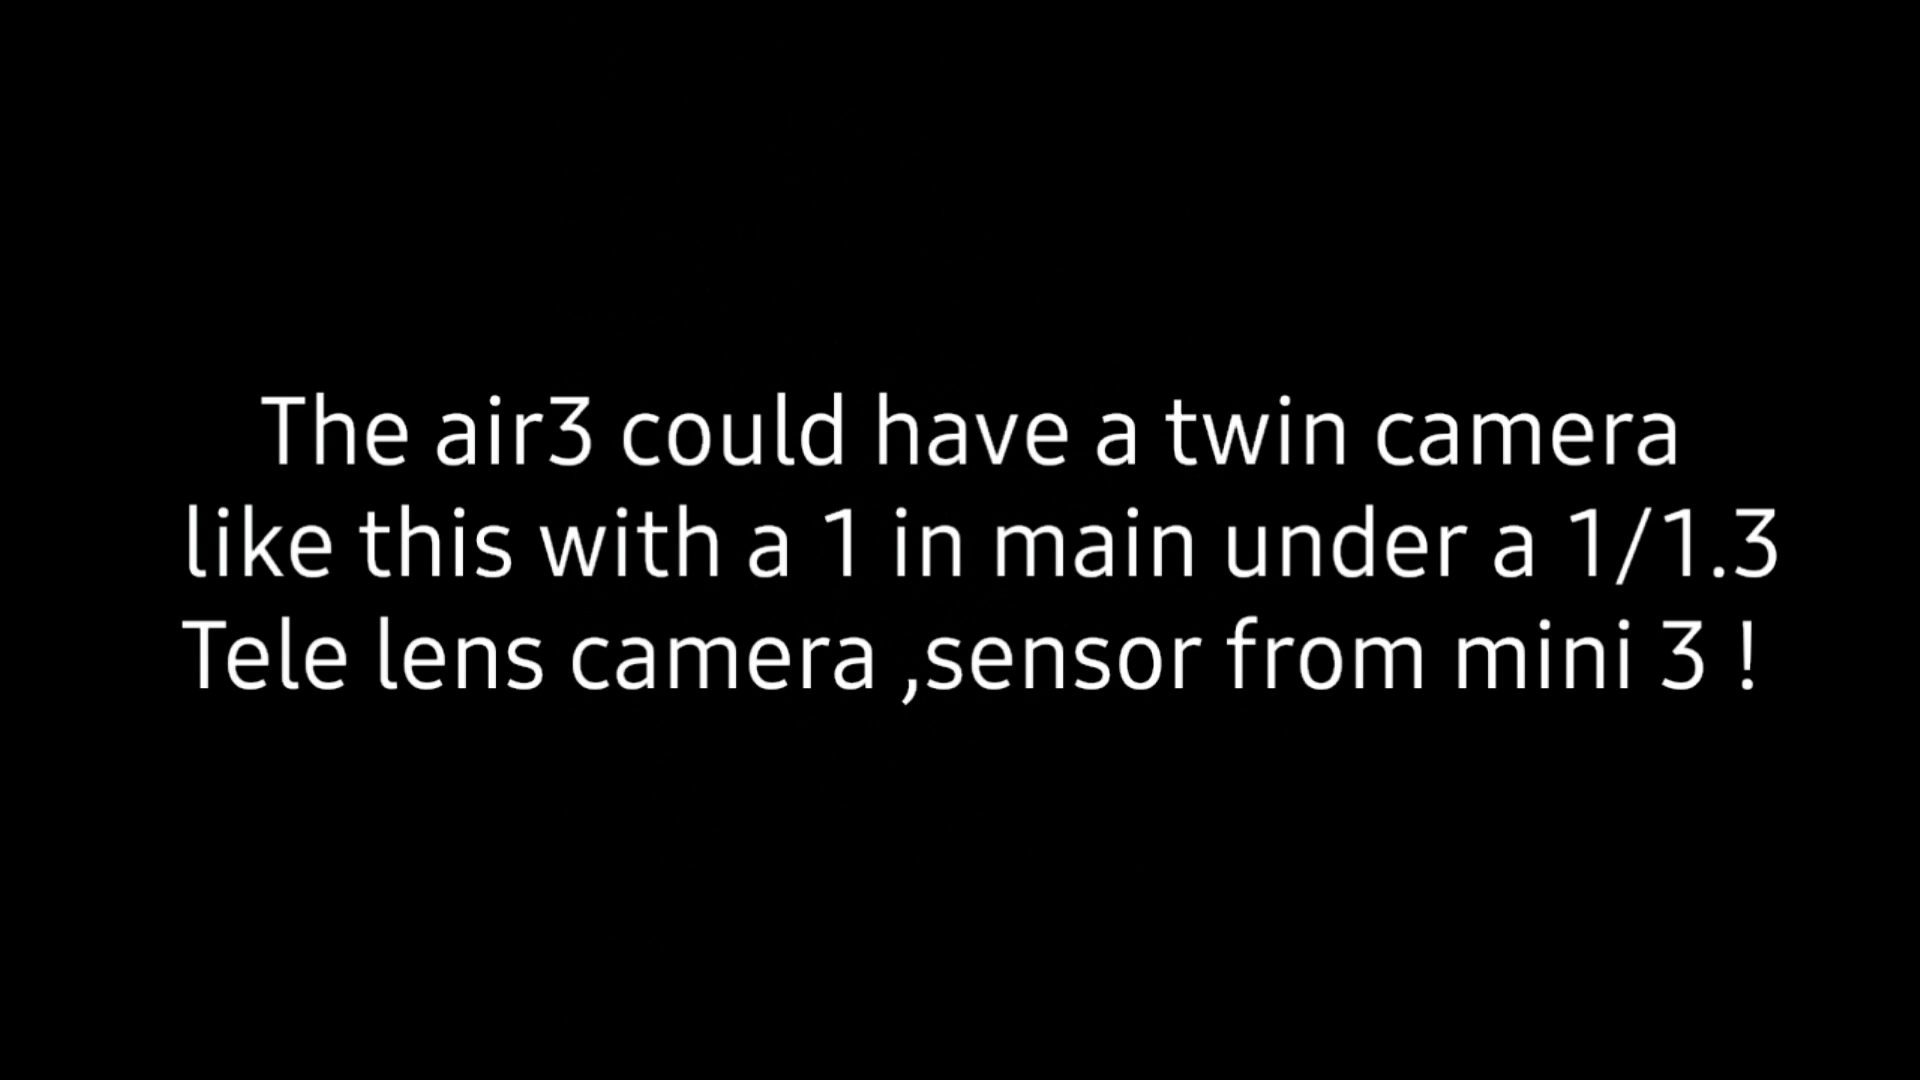 The air3 could have a twin camera
like this with a 1 in main under a 1/1.3
Tele lens camera ,sensor from mini 3 !